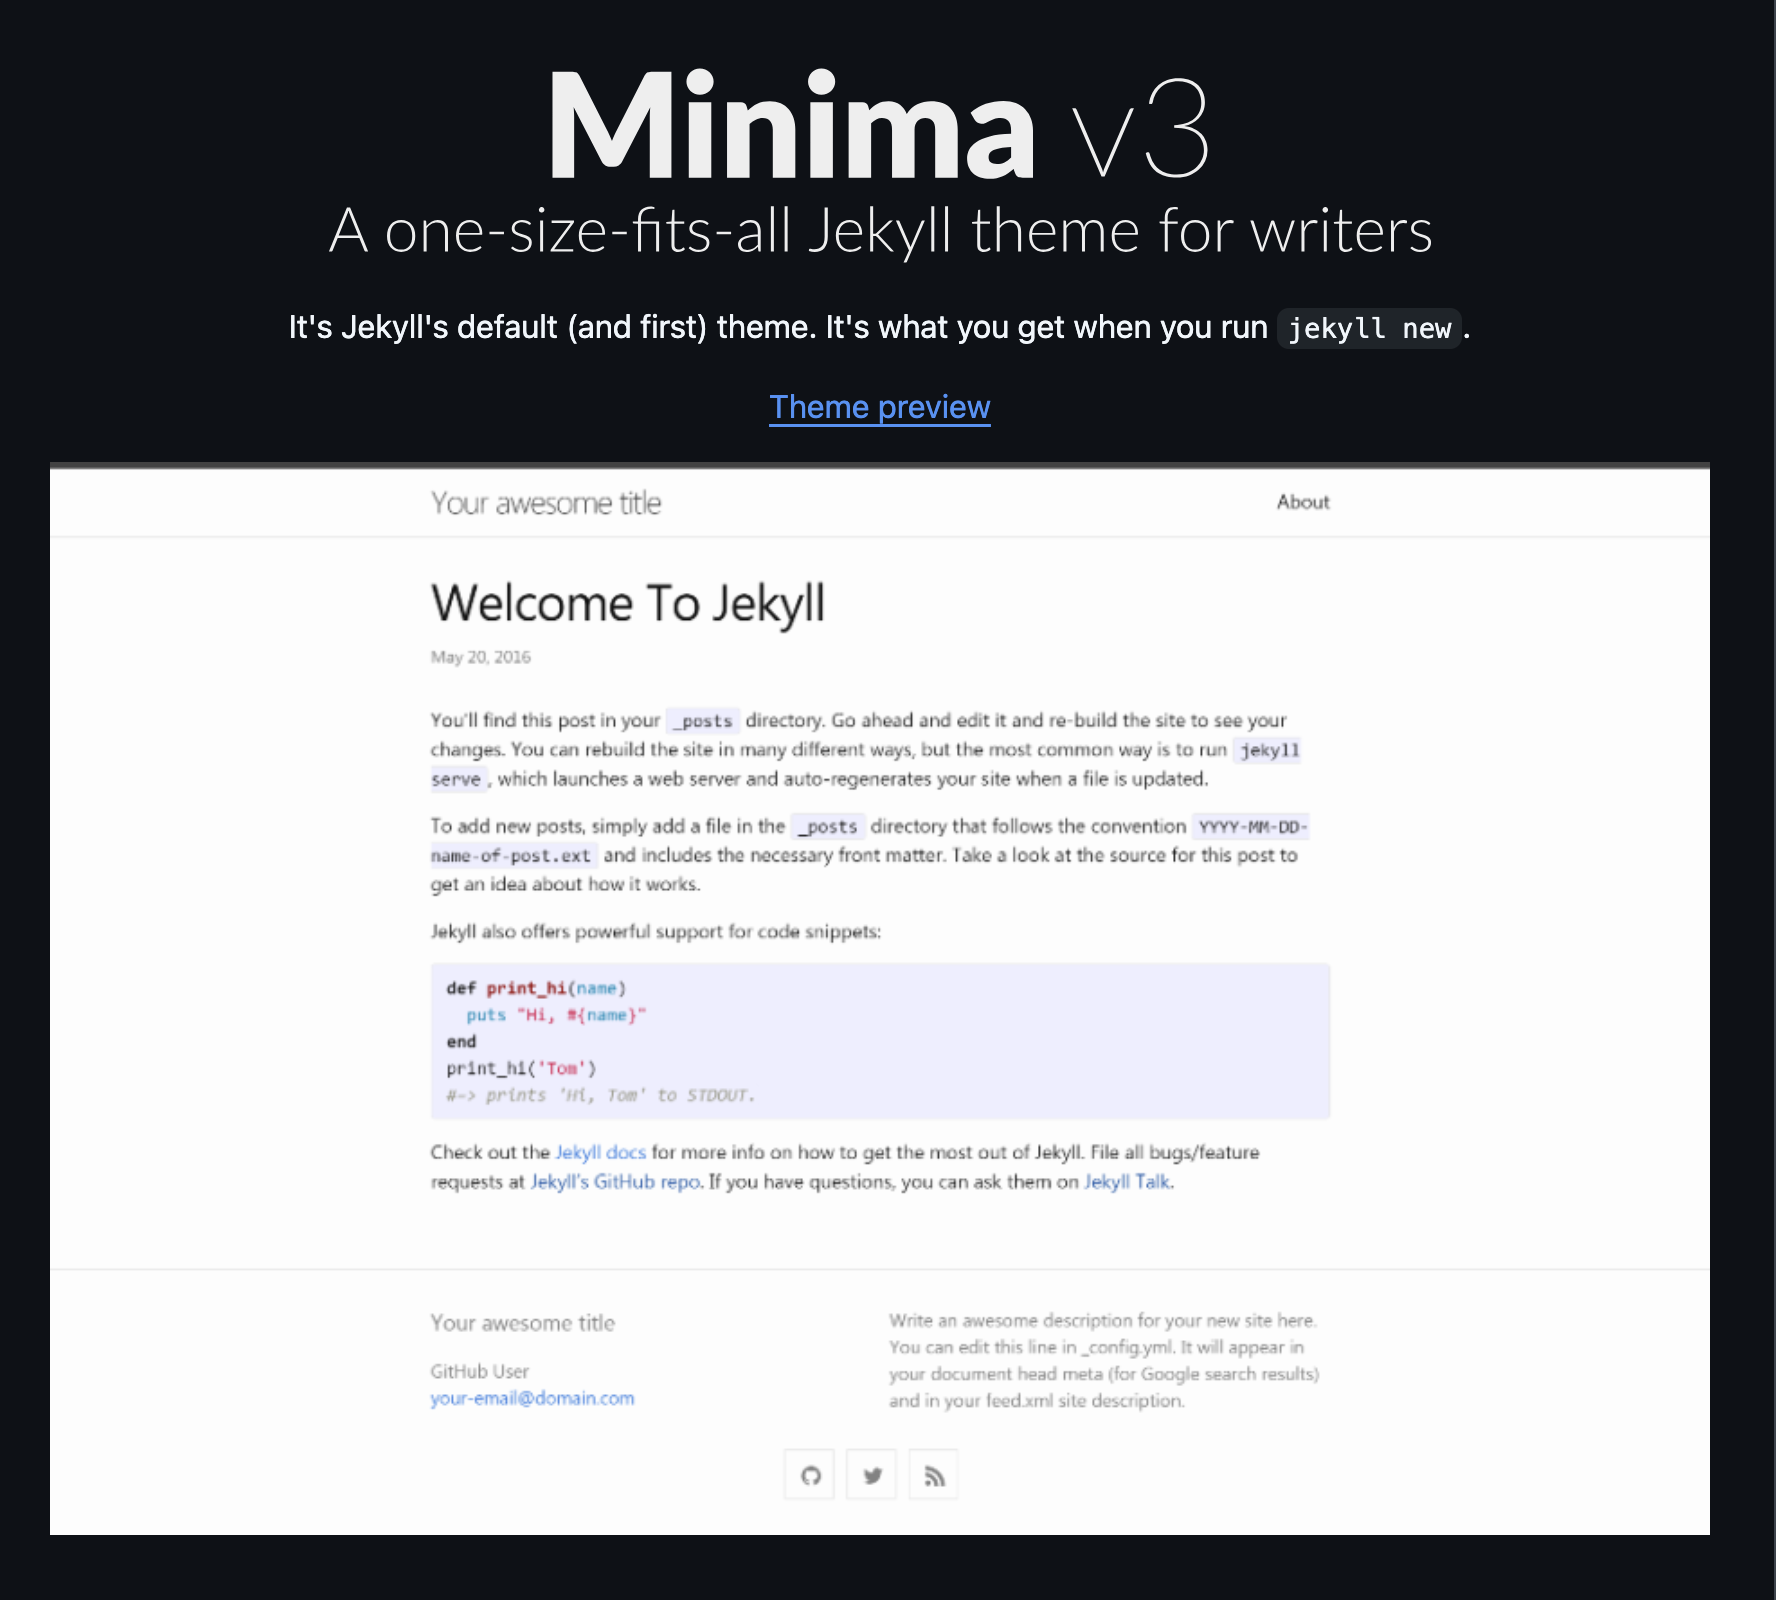 Minima v3
A one-size-fits-all Jekyll theme for writers
It's Jekyll's default (and first) theme. It's what you get when you run jekyll new.
Theme preview
Your awesome title
About
Welcome To Jekyll
May 20, 2016
You'll find this post in your _posts directory. Go ahead and edit it and re-build the site to see your
changes. You can rebuild the site in many different ways, but the most common way is to run jekyll
serve, which launches a web server and auto-regenerates your site when a file is updated.
To add new posts, simply add a file in the _posts directory that follows the convention YYYY-MM-DD-
name-of-post.ext and includes the necessary front matter. Take a look at the source for this post to
get an idea about how it works.
Jekyll also offers powerful support for code snippets:
def print_hi(name)
  puts "Hi, #{name}"
end
print_hi('Tom')
#-> prints 'Hi, Tom' to STDOUT.
Check out the Jekyll docs for more info on how to get the most out of Jekyll. File all bugs/feature
requests at Jekyll's GitHub repo. If you have questions, you can ask them on Jekyll Talk.
Your awesome title
GitHub User
your-email@domain.com
Write an awesome description for your new site here.
You can edit this line in _config.yml. It will appear in
your document head meta (for Google search results)
and in your feed.xml site description.